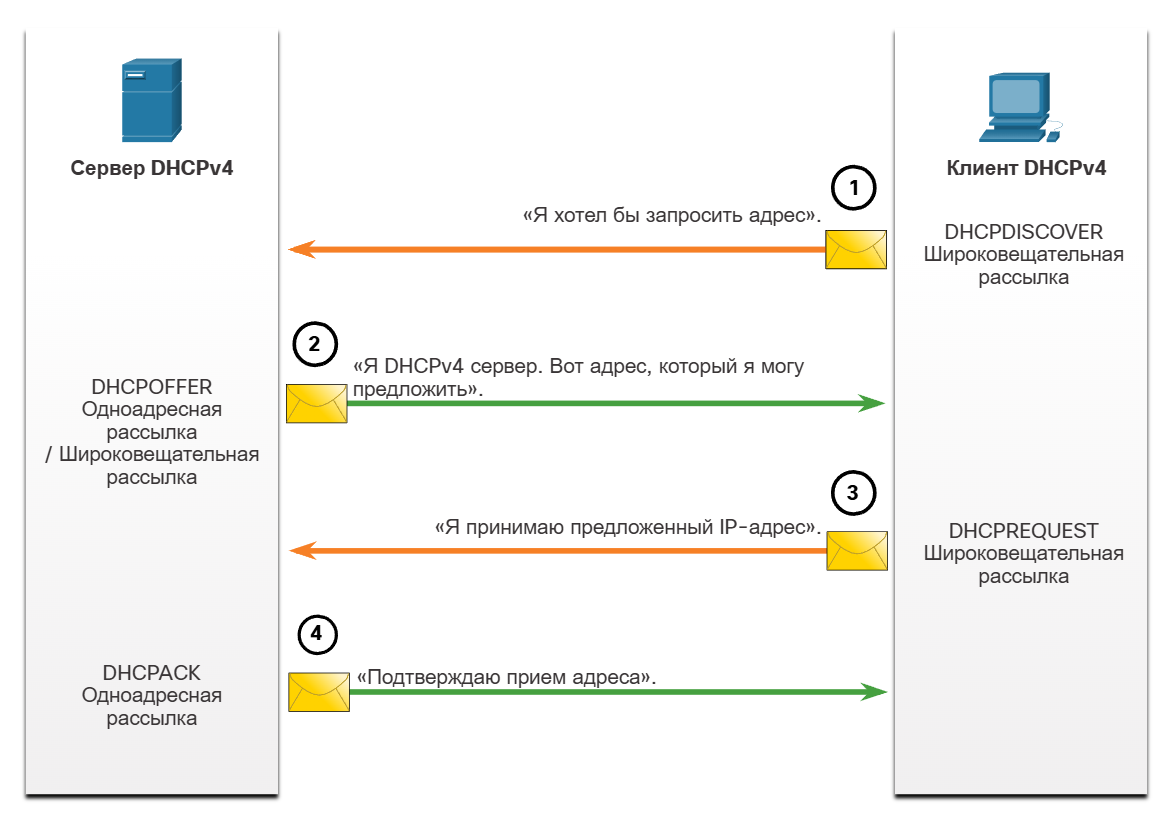 Сервер DHCPv4
Клиент DHCPv4
1
«Я хотел бы запросить адрес».
DHCPDISCOVER
Широковещательная
рассылка
2
«Я DHCPv4 сервер. Вот адрес, который я могу
предложить».
DHCPOFFER
Одноадресная
рассылка
/ Широковещательная
рассылка
3
«Я принимаю предложенный IP-адрес».
DHCPREQUEST
Широковещательная
рассылка
4
«Подтверждаю прием адреса».
DHCPACK
Одноадресная
рассылка